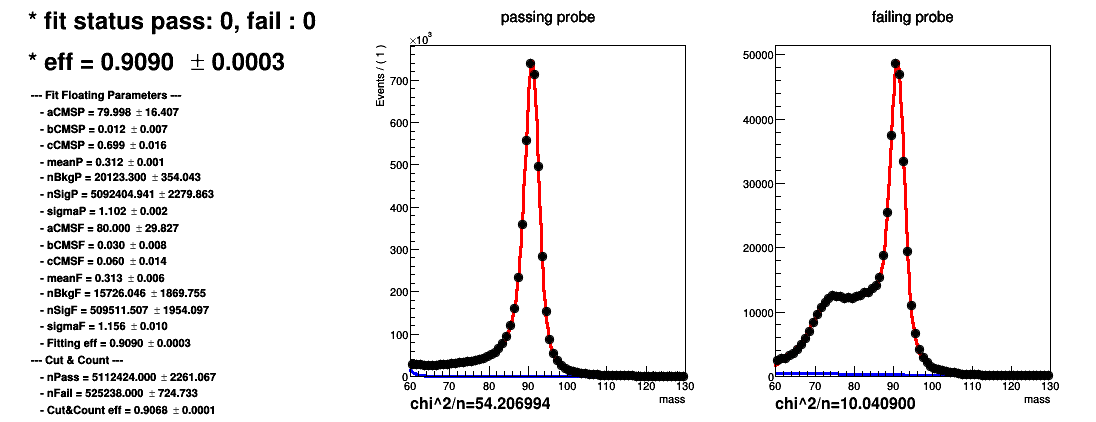 * fit status pass: 0, fail : 0
* eff = 0.9090 ± 0.0003
--- Fit Floating Parameters ---
- aCMSP = 79.998 ± 16.407
- bCMSP = 0.012 ± 0.007
- cCMSP = 0.699 ± 0.016
- meanP = 0.312 ± 0.001
- nBkgP = 20123.300 ± 354.043
- nSigP = 5092404.941 ± 2279.863
- sigmaP = 1.102 ± 0.002
- aCMSF = 80.000 ± 29.827
- bCMSF = 0.030 ± 0.008
- cCMSF = 0.060 ± 0.014
- meanF = 0.313 ± 0.006
- nBkgF = 15726.046 ± 1869.755
- nSigF = 509511.507 ± 1954.097
- sigmaF = 1.156 ± 0.010
- Fitting eff = 0.9090 ± 0.0003
--- Cut & Count ---
- nPass = 5112424.000 ± 2261.067
- nFail = 525238.000 ± 724.733
- Cut&Count eff = 0.9068 ± 0.0001
passing probe
×10³
Events / ( 1 )
700
600
500
400
300
200
100
0
60 70 80 90 100 110 120 130
mass
chi^2/n=54.206994
failing probe
50000
40000
30000
20000
10000
0
60 70 80 90 100 110 120 130
mass
chi^2/n=10.040900